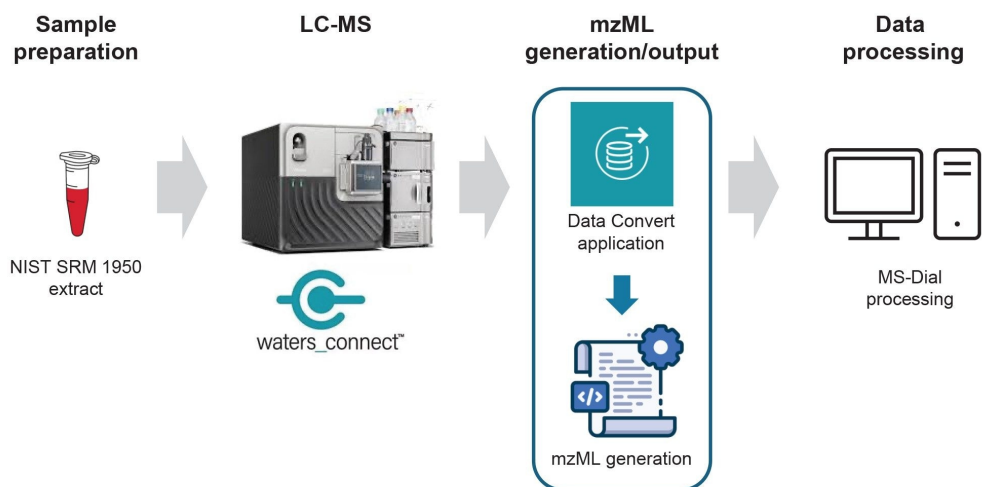 Sample
preparation
LC-MS
mzML
generation/output
Data
processing
NIST SRM 1950
extract
waters_connect™
Data Convert
application
</>
mzML generation
MS-Dial
processing